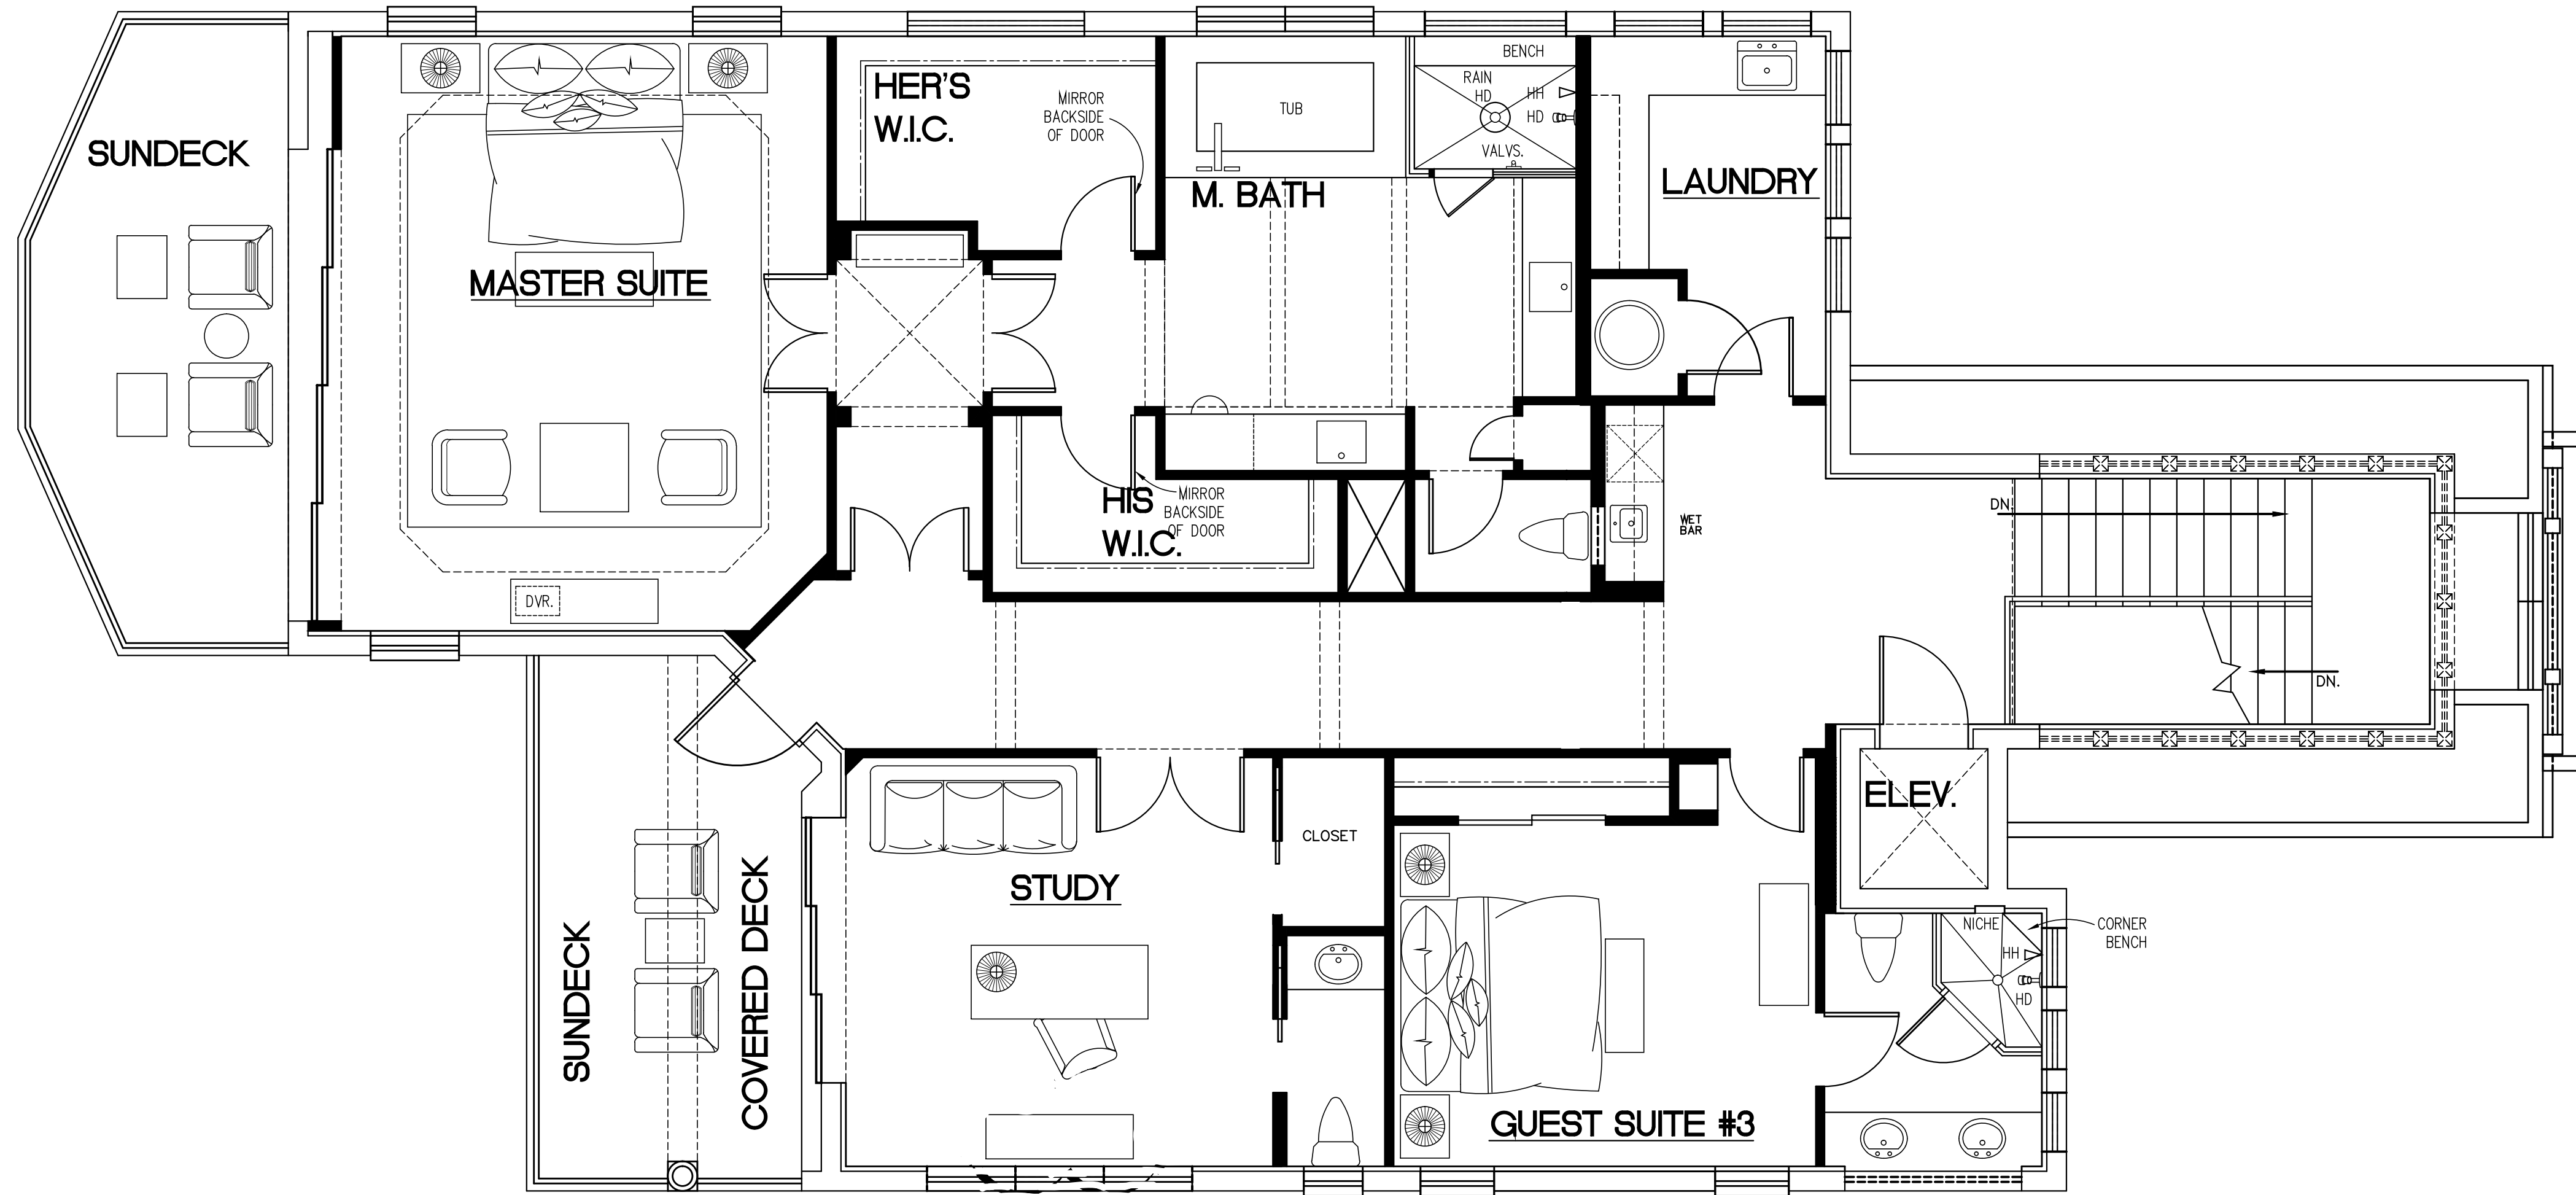 SUNDECK
MASTER SUITE
DVR.
HER'S
W.I.C.
MIRROR
BACKSIDE
OF DOOR
TUB
M. BATH
BENCH
RAIN
HD
HH
HD
VALVS.
LAUNDRY
HIS
W.I.C.
MIRROR
BACKSIDE
OF DOOR
WET
BAR
DN.
DN.
ELEV.
SUNDECK
COVERED DECK
STUDY
CLOSET
GUEST SUITE #3
NICHE
HH
HD
CORNER
BENCH